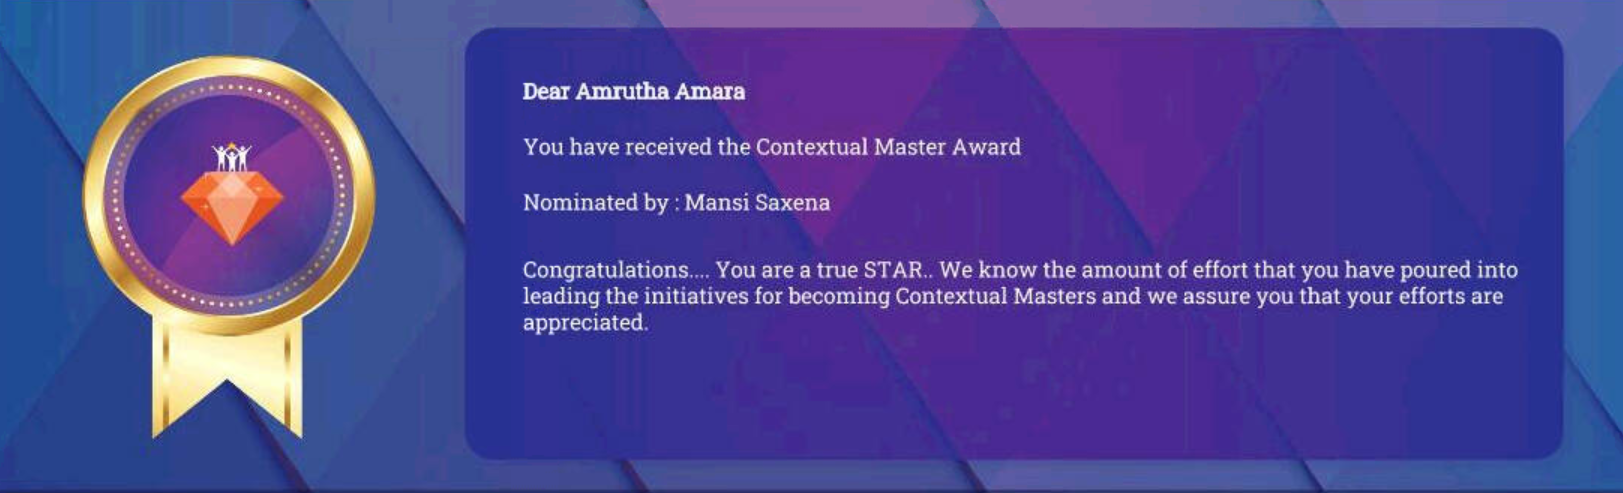 Dear Amrutha Amara
You have received the Contextual Master Award
Nominated by : Mansi Saxena
Congratulations.... You are a true STAR.. We know the amount of effort that you have poured into
leading the initiatives for becoming Contextual Masters and we assure you that your efforts are
appreciated.